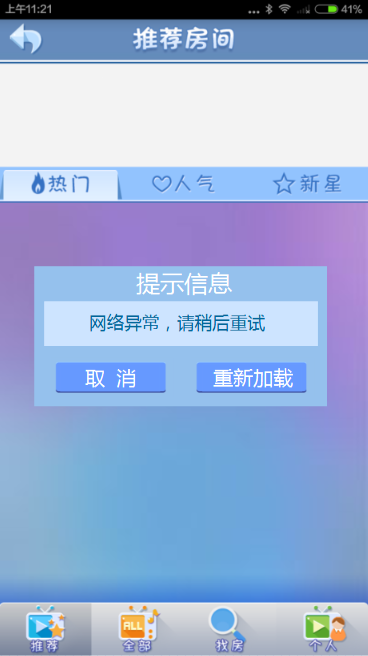 上午11:21
41%
推荐房间
热门
人气
新星
提示信息
网络异常，请稍后重试
取 消
重新加载
ALL
推荐
全部
找房
个人